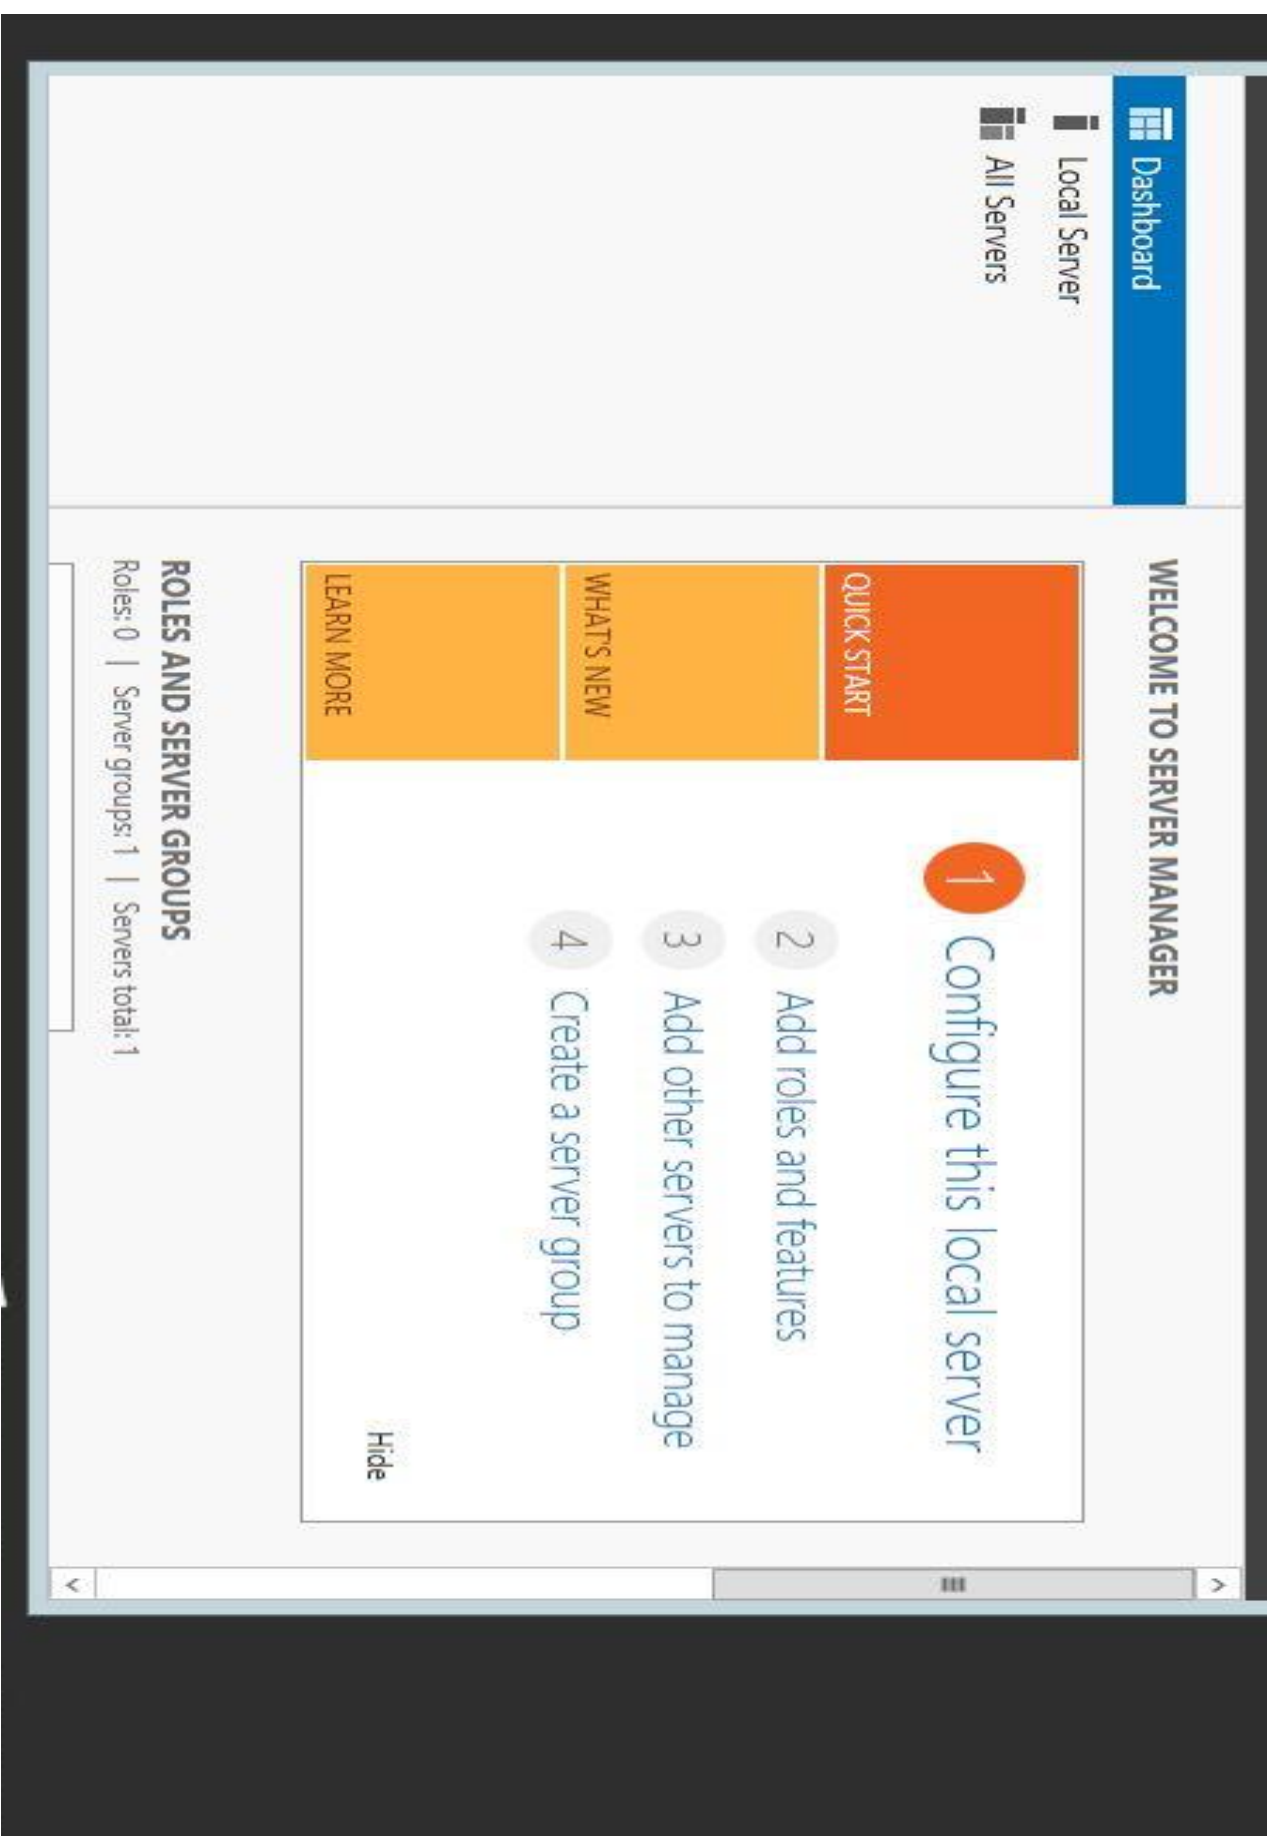 Dashboard
Local Server
All Servers
WELCOME TO SERVER MANAGER
QUICK START
WHAT'S NEW
LEARN MORE
1 Configure this local server
2 Add roles and features
3 Add other servers to manage
4 Create a server group
Hide
ROLES AND SERVER GROUPS
Roles: 0 | Server groups: 1 | Servers total: 1